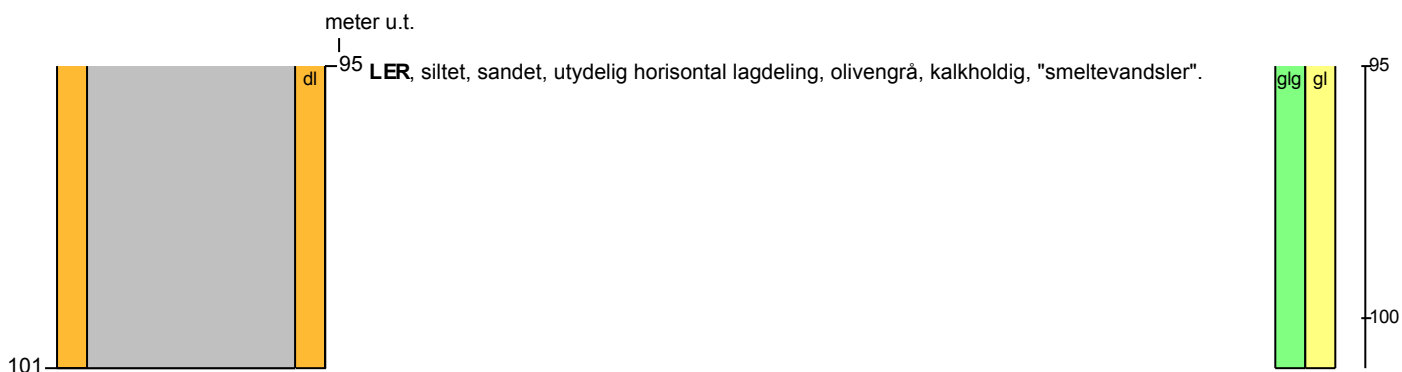 meter u.t.
dl
95 LER, siltet, sandet, utydelig horisontal lagdeling, olivengrå, kalkholdig, "smeltevandsler".
glg gl
95
100
101